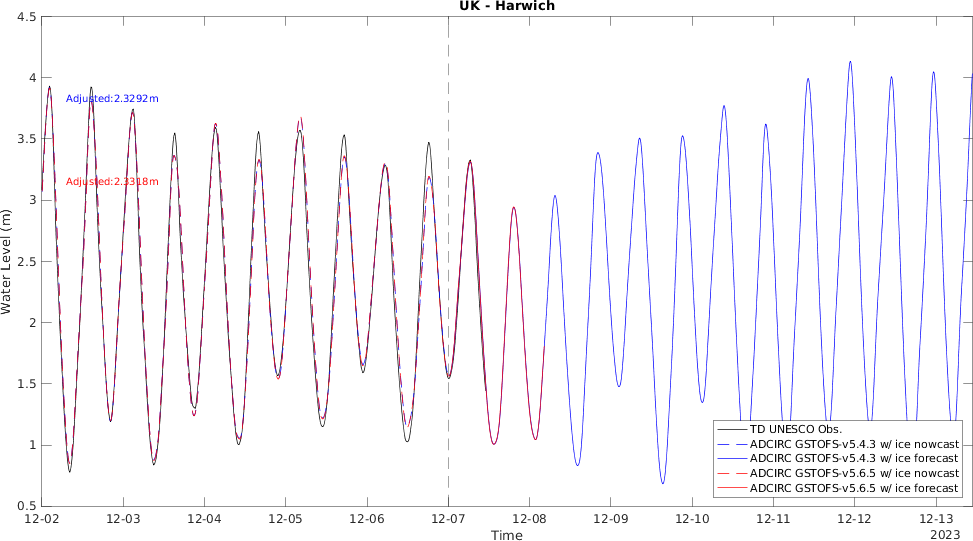 UK - Harwich
4.5
4
3.5
3
2.5
2
1.5
1
0.5
Water Level (m)
Adjusted:2.3292m
Adjusted:2.3318m
TD UNESCO Obs.
ADCIRC GSTOFS-v5.4.3 w/ ice nowcast
ADCIRC GSTOFS-v5.4.3 w/ ice forecast
ADCIRC GSTOFS-v5.6.5 w/ ice nowcast
ADCIRC GSTOFS-v5.6.5 w/ ice forecast
12-02 12-03 12-04 12-05 12-06 12-07 12-08 12-09 12-10 12-11 12-12 12-13
Time 2023